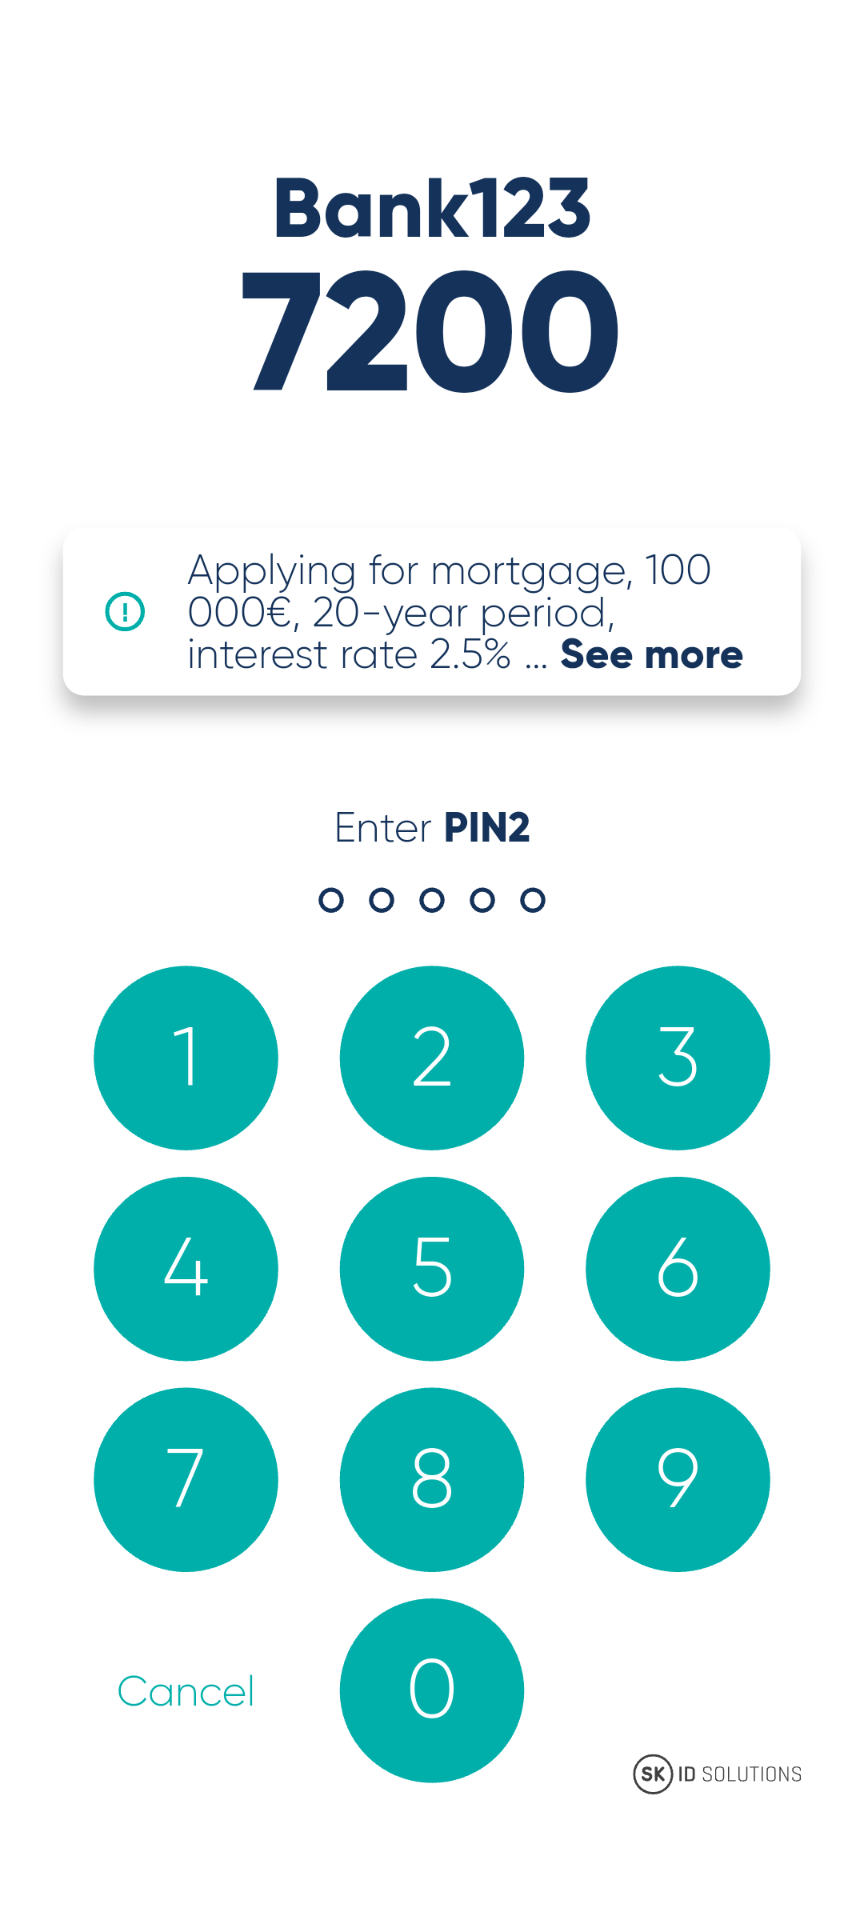 Bank123
7200
Applying for mortgage, 100
000€, 20-year period,
interest rate 2.5% ... See more
Enter PIN2
1 2 3
4 5 6
7 8 9
Cancel 0
SK ID SOLUTIONS